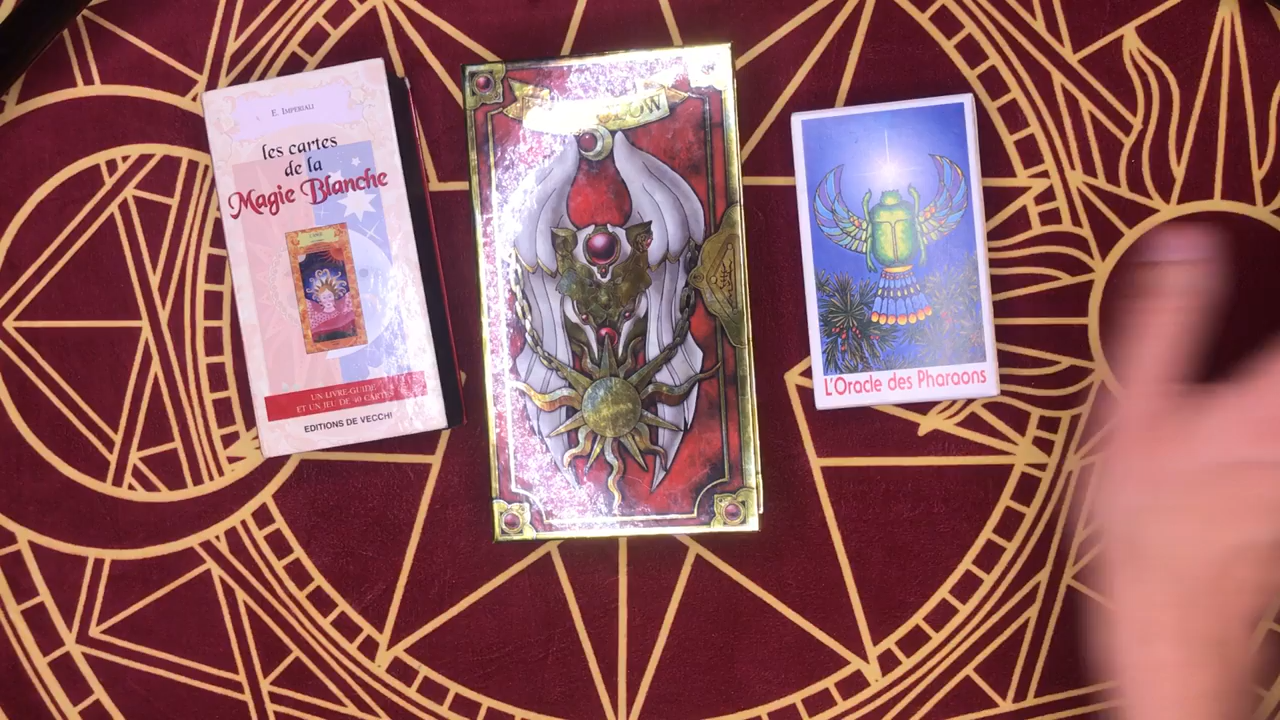 E. IMPERIALI
les cartes
de la
Magie Blanche
UN LIVRE-GUIDE
ET UN JEU DE 40 CARTES
EDITIONS DE VECCHI
OW
L'Oracle des Pharaons